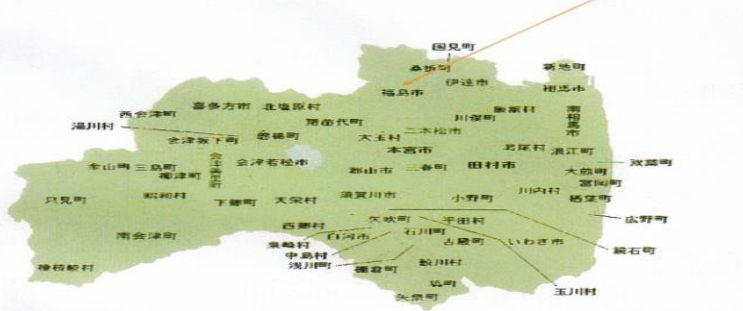 国見町
桑折町
新地町
伊達市
相馬市
福島市
喜多方市
北塩原村
飯舘村
南相馬市
西会津町
猪苗代町
川俣町
湯川村
二本松市
会津坂下町
磐梯町
大玉村
本宮市
葛尾村
浪江町
会津美里町
会津若松市
双葉町
金山町
三島町
郡山市
三春町
田村市
大熊町
柳津町
富岡町
只見町
昭和村
下郷町
天栄村
須賀川市
小野町
川内村
楢葉町
広野町
矢吹町
平田村
西郷村
南会津町
泉崎村
白河市
石川町
古殿町
いわき市
鏡石町
中島村
浅川町
棚倉町
鮫川村
檜枝岐村
塙町
玉川村
矢祭町